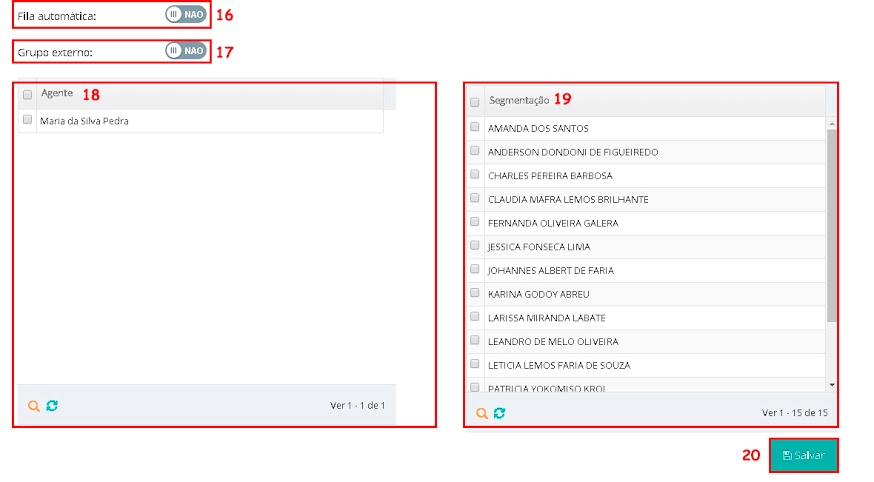 Fila automática: NAO 16
Grupo externo: NAO 17
Agente 18
Maria da Silva Pedra
Ver 1 - 1 de 1
Segmentação 19
AMANDA DOS SANTOS
ANDERSON DONDONI DE FIGUEIREDO
CHARLES PEREIRA BARBOSA
CLAUDIA MAFRA LEMOS BRILHANTE
FERNANDA OLIVEIRA GALERA
JESSICA FONSECA LIMA
JOHANNES ALBERT DE FARIA
KARINA GODOY ABREU
LARISSA MIRANDA LABATE
LEANDRO DE MELO OLIVEIRA
LETICIA LEMOS FARIA DE SOUZA
PATRICIA YOKOMISO KROL
Ver 1 - 15 de 15
20 Salvar